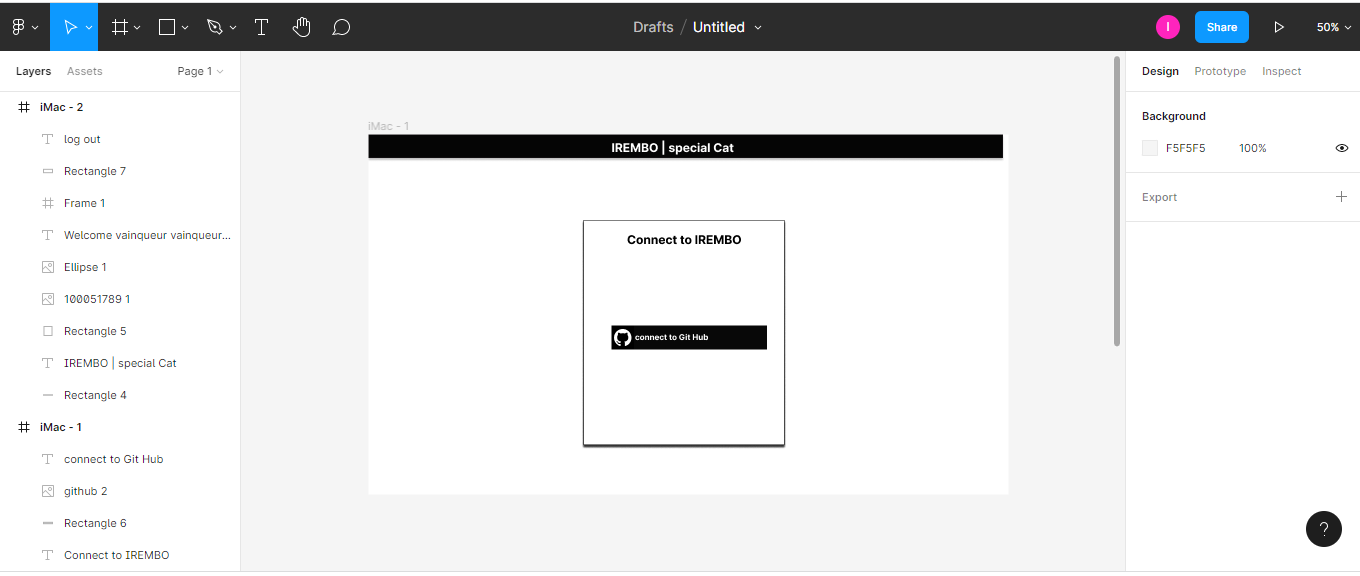 Drafts / Untitled
I
Share
50%
Layers
Assets
Page 1
iMac - 2
log out
Rectangle 7
Frame 1
Welcome vainqueur vainqueur...
Ellipse 1
100051789 1
Rectangle 5
IREMBO | special Cat
Rectangle 4
iMac - 1
connect to Git Hub
github 2
Rectangle 6
Connect to IREMBO
iMac - 1
IREMBO | special Cat
Connect to IREMBO
connect to Git Hub
Design
Prototype
Inspect
Background
F5F5F5
100%
Export
?